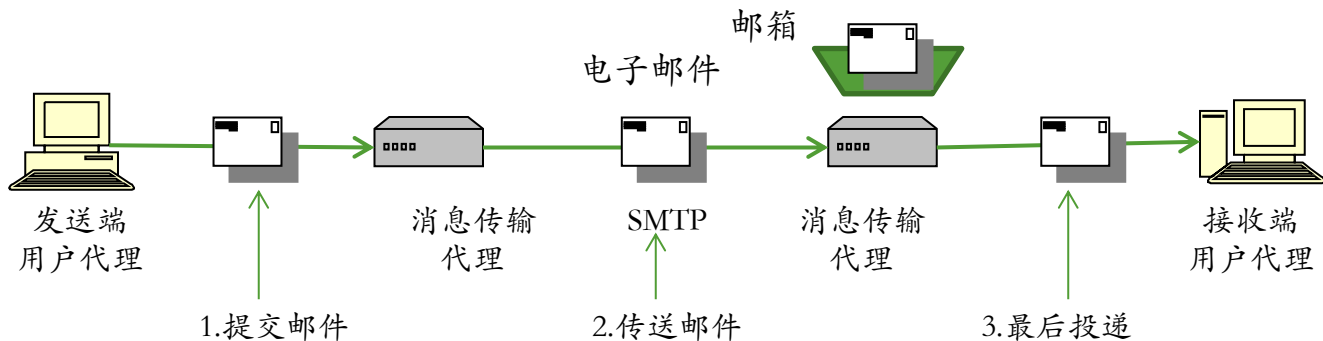 邮箱
电子邮件
发送端
用户代理
消息传输
代理
SMTP
消息传输
代理
接收端
用户代理
1.提交邮件
2.传送邮件
3.最后投递